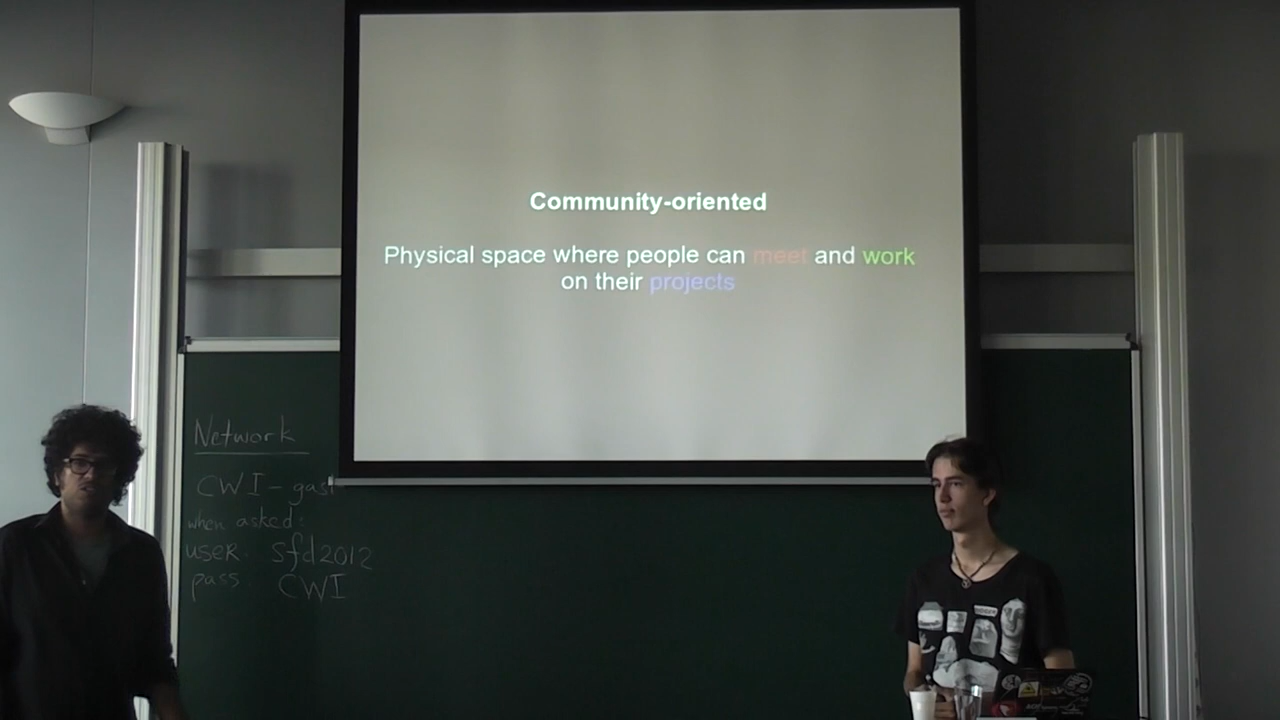 Community-oriented
Physical space where people can meet and work
on their projects
Network
CWI-gast
when asked:
user. sfd2012
pass CWI